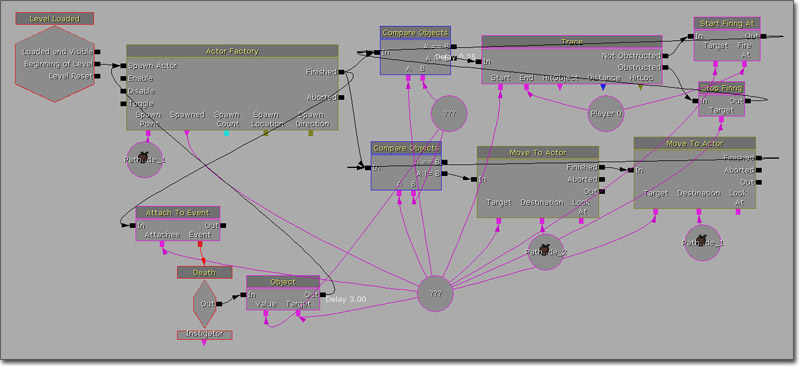 Level Loaded
Loaded and Visible
Beginning of Level
Level Reset
Actor Factory
Spawn Actor
Enable
Disable
Toggle
Finished
Aborted
Spawn Point
Spawned
Spawn Count
Spawn Location
Spawn Direction
Path_de_1
Compare Objects
In
A == B
A
A B
Delay 0.25
???
Trace
In
Not Obstructed
Obstructed
Start End HitObject Distance HitLoc
Player 0
Start Firing At
In
Out
Target Fire At
Stop Firing
In
Out
Target
Compare Objects
In
A == B
A != B
A B
Move To Actor
In
Finished
Aborted
Out
Target Destination Look At
Path_de_2
Move To Actor
In
Finished
Aborted
Out
Target Destination Look At
Path_de_1
Attach To Event
In
Out
Attachee Event
Death
Out
Instigator
Object
In
Out
Value Target
Delay 3.00
???